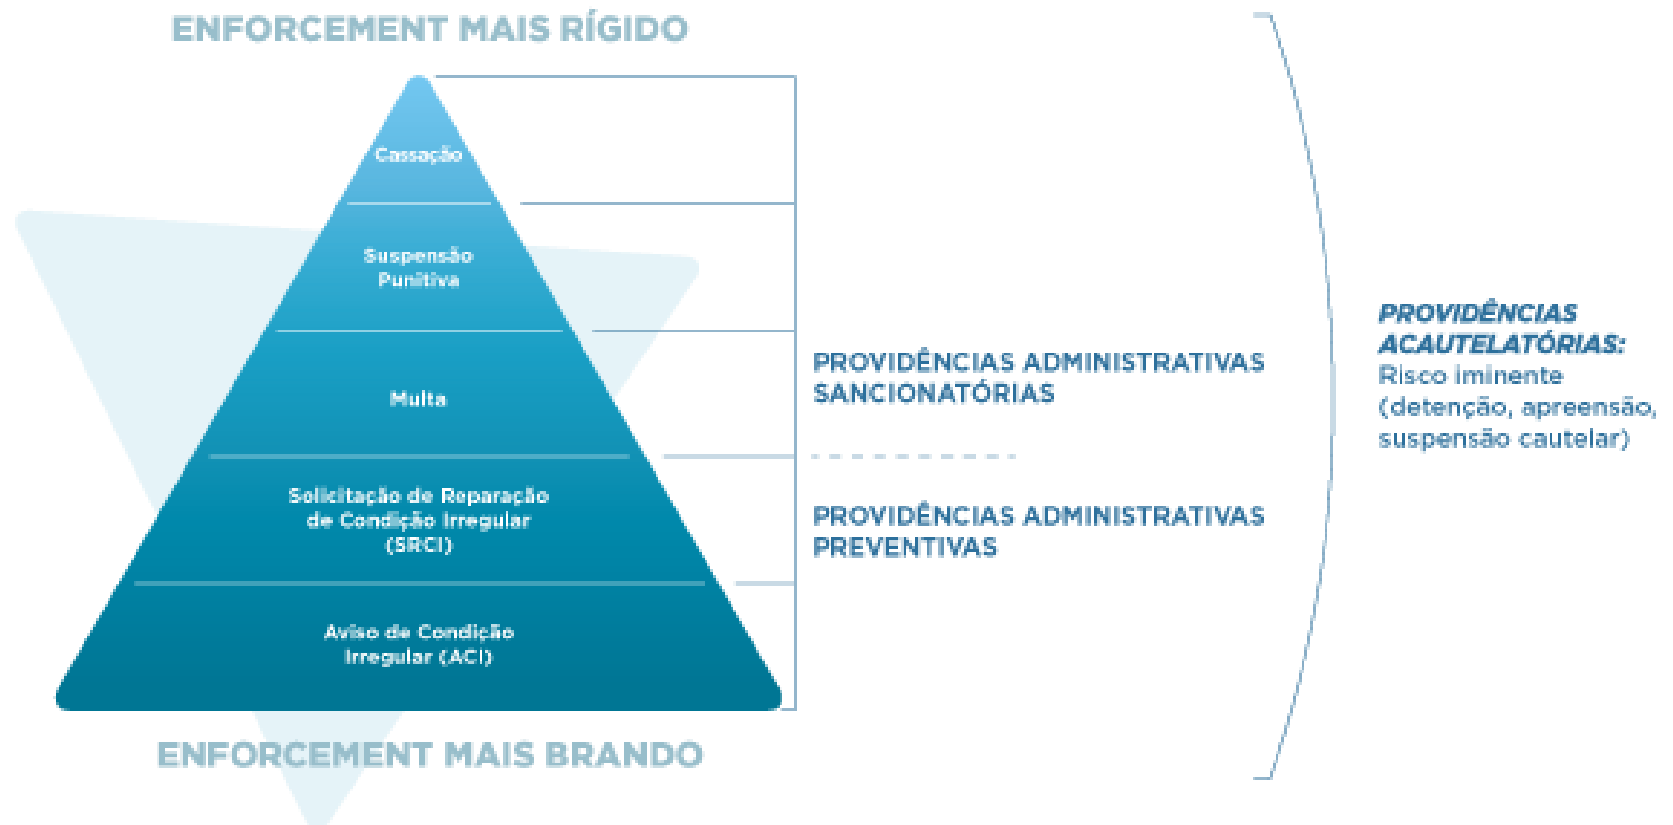 ENFORCEMENT MAIS RÍGIDO
Cassação
Suspensão
Punitiva
Multa
Solicitação de Reparação
de Condição Irregular
(SRCI)
Aviso de Condição
Irregular (ACI)
ENFORCEMENT MAIS BRANDO
PROVIDÊNCIAS ADMINISTRATIVAS
SANCIONATÓRIAS
PROVIDÊNCIAS ADMINISTRATIVAS
PREVENTIVAS
PROVIDÊNCIAS
ACAUTELATÓRIAS:
Risco iminente
(detenção, apreensão,
suspensão cautelar)